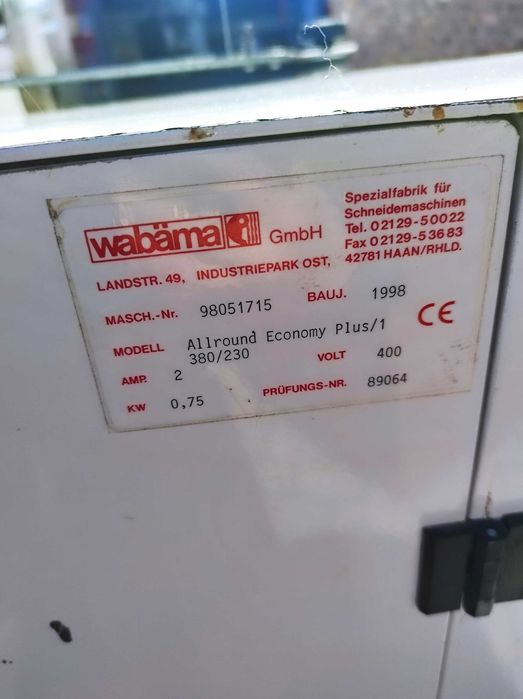 wabäma GmbH
Spezialfabrik für
Schneidemaschinen
Tel. 02129-50022
Fax 02129-53683
LANDSTR. 49, INDUSTRIEPARK OST, 42781 HAAN/RHLD.
MASCH.-Nr. 98051715 BAUJ. 1998
MODELL Allround Economy Plus/1
380/230
AMP. 2 VOLT 400
KW 0,75 PRÜFUNGS-NR. 89064
CE